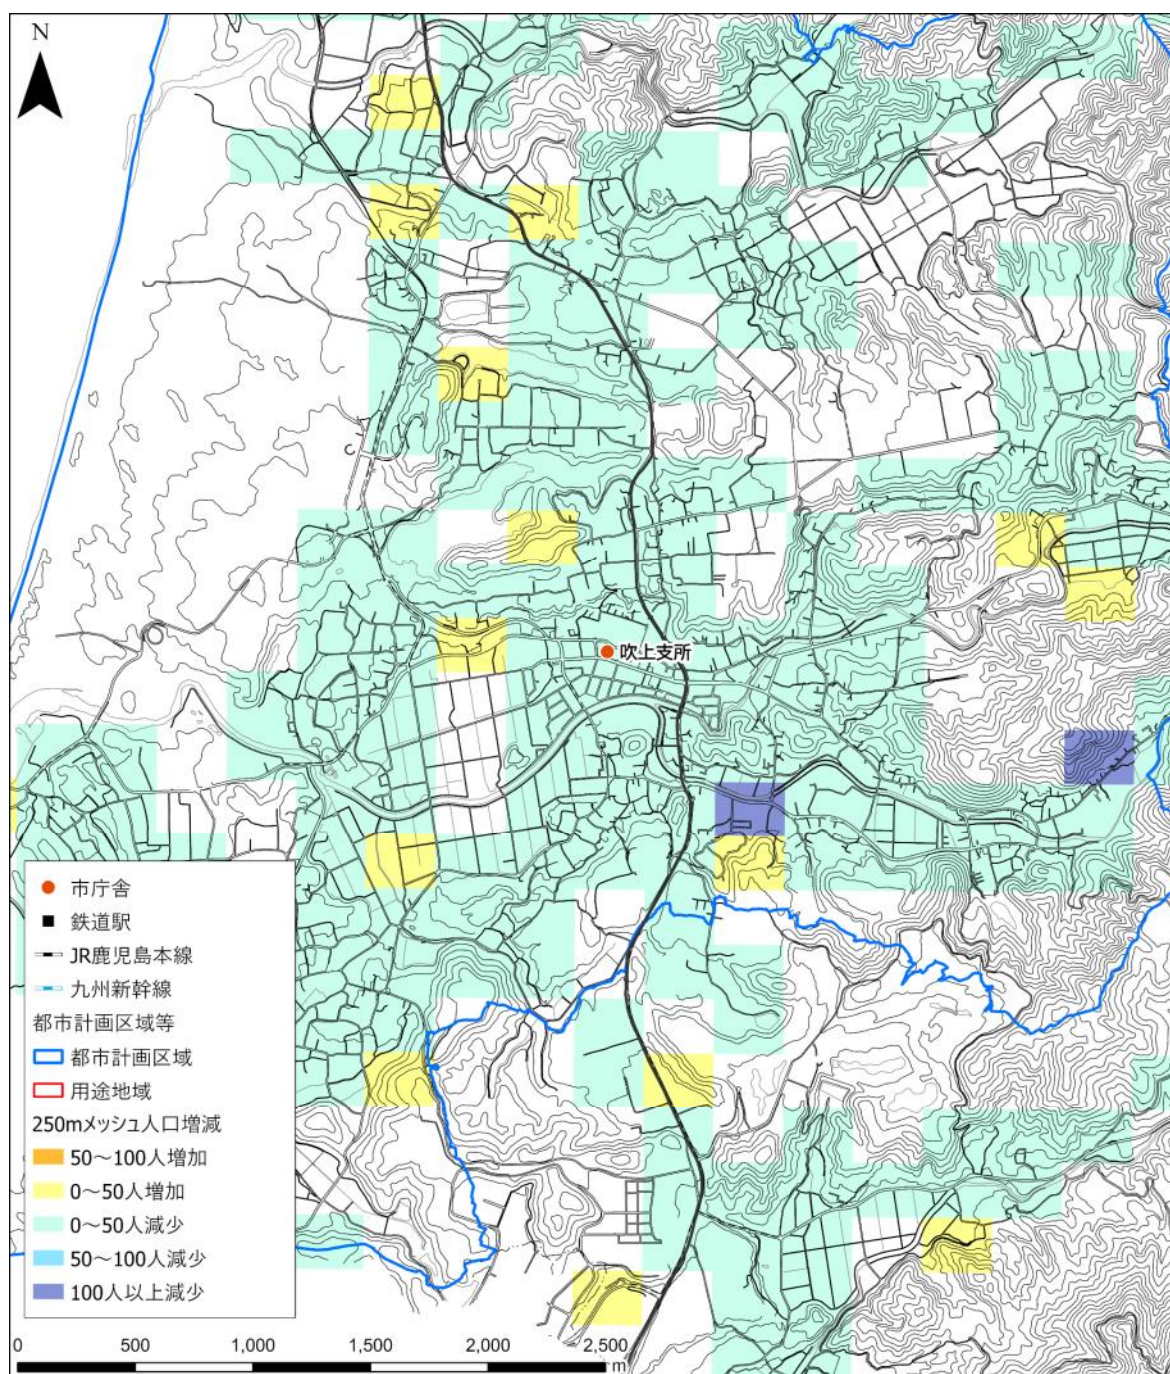 N
吹上支所
市庁舎
鉄道駅
JR鹿児島本線
九州新幹線
都市計画区域等
都市計画区域
用途地域
250mメッシュ人口増減
50～100人増加
0～50人増加
0～50人減少
50～100人減少
100人以上減少
0 500 1,000 1,500 2,000 2,500
m